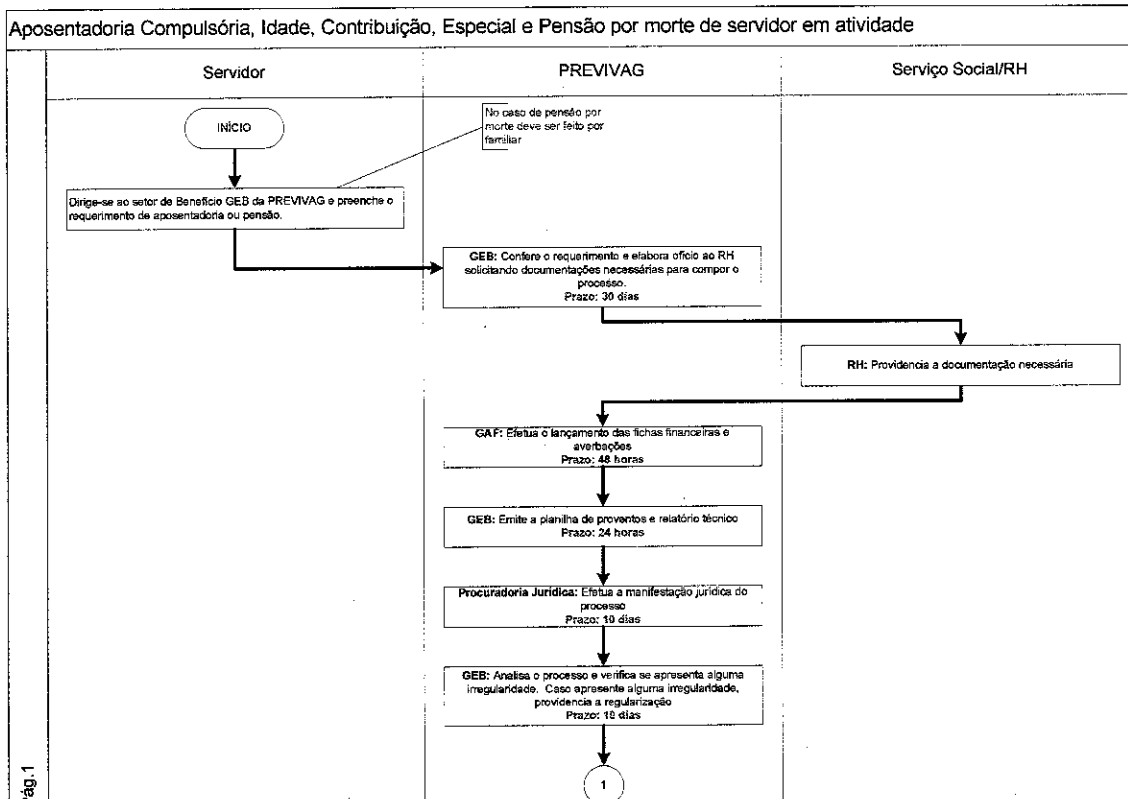 Aposentadoria Compulsória, Idade, Contribuição, Especial e Pensão por morte de servidor em atividade
Servidor
PREVIVAG
Serviço Social/RH
INÍCIO
No caso de pensão por
morte deve ser feito por
familiar
Dirige-se ao setor de Benefício GEB da PREVIVAG e preenche o
requerimento de aposentadoria ou pensão.
GEB: Confere o requerimento e elabora ofício ao RH
solicitando documentações necessárias para compor o
processo.
Prazo: 30 dias
RH: Providencia a documentação necessária
GAF: Efetua o lançamento das fichas financeiras e
averbações
Prazo: 48 horas
GEB: Emite a planilha de proventos e relatório técnico
Prazo: 24 horas
Procuradoria Jurídica: Efetua a manifestação jurídica do
processo
Prazo: 10 dias
GEB: Analisa o processo e verifica se apresenta alguma
irregularidade. Caso apresente alguma irregularidade,
providencia a regularização
Prazo: 10 dias
1
Pág.1